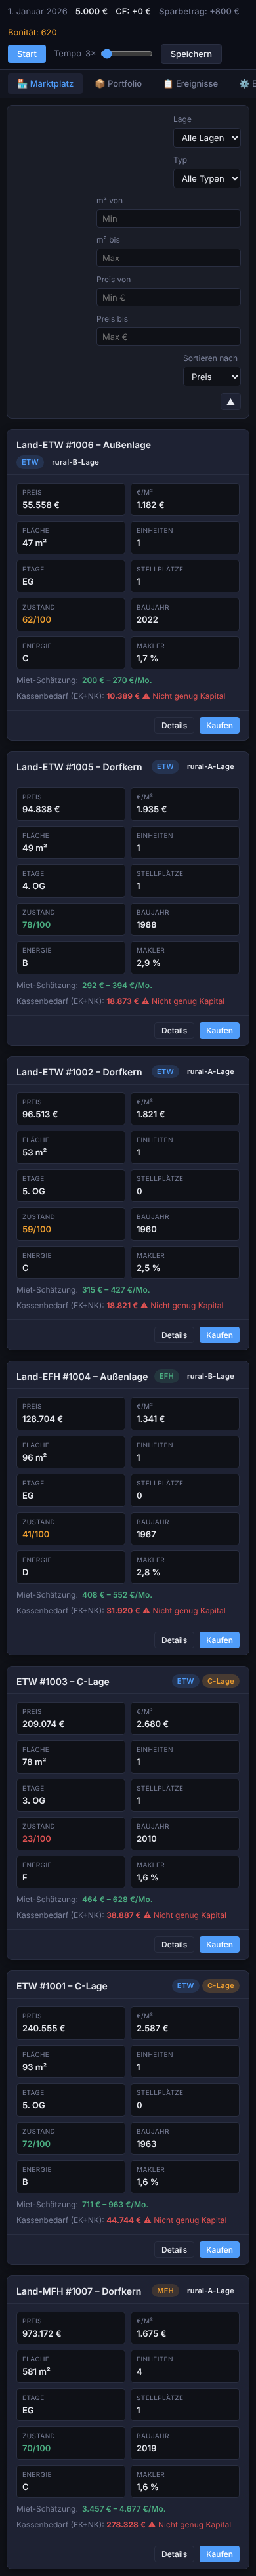 1. Januar 2026 5.000 € CF: +0 € Sparbetrag: +800 €
Bonität: 620
Start Tempo 3× Speichern
🏪 Marktplatz 📦 Portfolio 📋 Ereignisse ⚙️ E
Lage
Alle Lagen
Typ
Alle Typen
m² von
Min
m² bis
Max
Preis von
Min €
Preis bis
Max €
Sortieren nach
Preis
▲
Land-ETW #1006 – Außenlage
ETW rural-B-Lage
PREIS €/M²
55.558 € 1.182 €
FLÄCHE EINHEITEN
47 m² 1
ETAGE STELLPLÄTZE
EG 1
ZUSTAND BAUJAHR
62/100 2022
ENERGIE MAKLER
C 1,7 %
Miet-Schätzung: 200 € – 270 €/Mo.
Kassenbedarf (EK+NK): 10.389 € ⚠ Nicht genug Kapital
Details Kaufen
Land-ETW #1005 – Dorfkern ETW rural-A-Lage
PREIS €/M²
94.838 € 1.935 €
FLÄCHE EINHEITEN
49 m² 1
ETAGE STELLPLÄTZE
4. OG 1
ZUSTAND BAUJAHR
78/100 1988
ENERGIE MAKLER
B 2,9 %
Miet-Schätzung: 292 € – 394 €/Mo.
Kassenbedarf (EK+NK): 18.873 € ⚠ Nicht genug Kapital
Details Kaufen
Land-ETW #1002 – Dorfkern ETW rural-A-Lage
PREIS €/M²
96.513 € 1.821 €
FLÄCHE EINHEITEN
53 m² 1
ETAGE STELLPLÄTZE
5. OG 0
ZUSTAND BAUJAHR
59/100 1960
ENERGIE MAKLER
C 2,5 %
Miet-Schätzung: 315 € – 427 €/Mo.
Kassenbedarf (EK+NK): 18.821 € ⚠ Nicht genug Kapital
Details Kaufen
Land-EFH #1004 – Außenlage EFH rural-B-Lage
PREIS €/M²
128.704 € 1.341 €
FLÄCHE EINHEITEN
96 m² 1
ETAGE STELLPLÄTZE
EG 0
ZUSTAND BAUJAHR
41/100 1967
ENERGIE MAKLER
D 2,8 %
Miet-Schätzung: 408 € – 552 €/Mo.
Kassenbedarf (EK+NK): 31.920 € ⚠ Nicht genug Kapital
Details Kaufen
ETW #1003 – C-Lage ETW C-Lage
PREIS €/M²
209.074 € 2.680 €
FLÄCHE EINHEITEN
78 m² 1
ETAGE STELLPLÄTZE
3. OG 1
ZUSTAND BAUJAHR
23/100 2010
ENERGIE MAKLER
F 1,6 %
Miet-Schätzung: 464 € – 628 €/Mo.
Kassenbedarf (EK+NK): 38.887 € ⚠ Nicht genug Kapital
Details Kaufen
ETW #1001 – C-Lage ETW C-Lage
PREIS €/M²
240.555 € 2.587 €
FLÄCHE EINHEITEN
93 m² 1
ETAGE STELLPLÄTZE
5. OG 0
ZUSTAND BAUJAHR
72/100 1963
ENERGIE MAKLER
B 1,6 %
Miet-Schätzung: 711 € – 963 €/Mo.
Kassenbedarf (EK+NK): 44.744 € ⚠ Nicht genug Kapital
Details Kaufen
Land-MFH #1007 – Dorfkern MFH rural-A-Lage
PREIS €/M²
973.172 € 1.675 €
FLÄCHE EINHEITEN
581 m² 4
ETAGE STELLPLÄTZE
EG 1
ZUSTAND BAUJAHR
70/100 2019
ENERGIE MAKLER
C 1,6 %
Miet-Schätzung: 3.457 € – 4.677 €/Mo.
Kassenbedarf (EK+NK): 278.328 € ⚠ Nicht genug Kapital
Details Kaufen